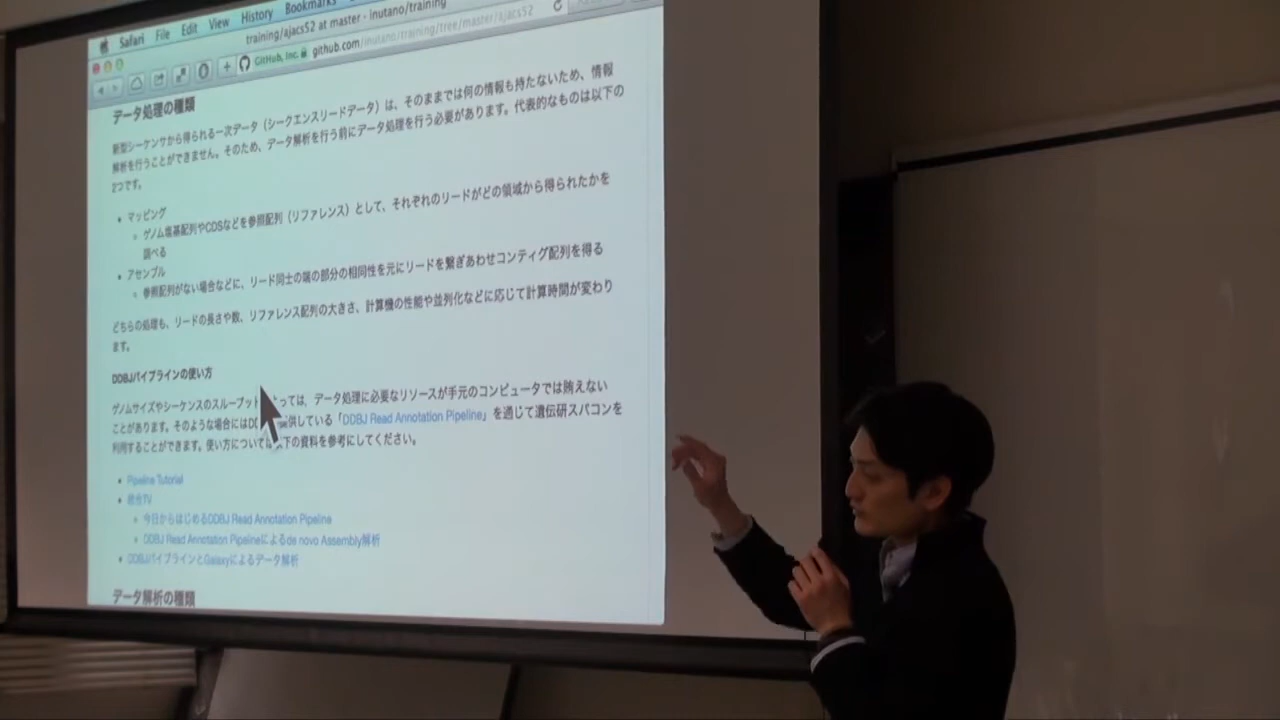 Safari File Edit View History Bookmarks
training/ajacs52 at master · inutano/training
GitHub, Inc. github.com/inutano/training/tree/master/ajacs52
データ処理の種類
新型シーケンサから得られる一次データ（シークエンスリードデータ）は、そのままでは何の情報も持たないため、情報
解析を行うことができません。そのため、データ解析を行う前にデータ処理を行う必要があります。代表的なものは以下の
2つです。
マッピング
ゲノム塩基配列やCDSなどを参照配列（リファレンス）として、それぞれのリードがどの領域から得られたかを
調べる
アセンブル
参照配列がない場合などに、リード同士の端の部分の相同性を元にリードを繋ぎあわせコンティグ配列を得る
どちらの処理も、リードの長さや数、リファレンス配列の大きさ、計算機の性能や並列化などに応じて計算時間が変わり
ます。
DDBJパイプラインの使い方
ゲノムサイズやシーケンスのスループット よっては、データ処理に必要なリソースが手元のコンピュータでは賄えない
ことがあります。そのような場合にはDD 提供している「DDBJ Read Annotation Pipeline」を通じて遺伝研スパコンを
利用することができます。使い方については以下の資料を参考にしてください。
Pipeline Tutorial
統合TV
今日からはじめるDDBJ Read Annotation Pipeline
DDBJ Read Annotation Pipelineによるde novo Assembly解析
DDBJパイプラインとGalaxyによるデータ解析
データ解析の種類